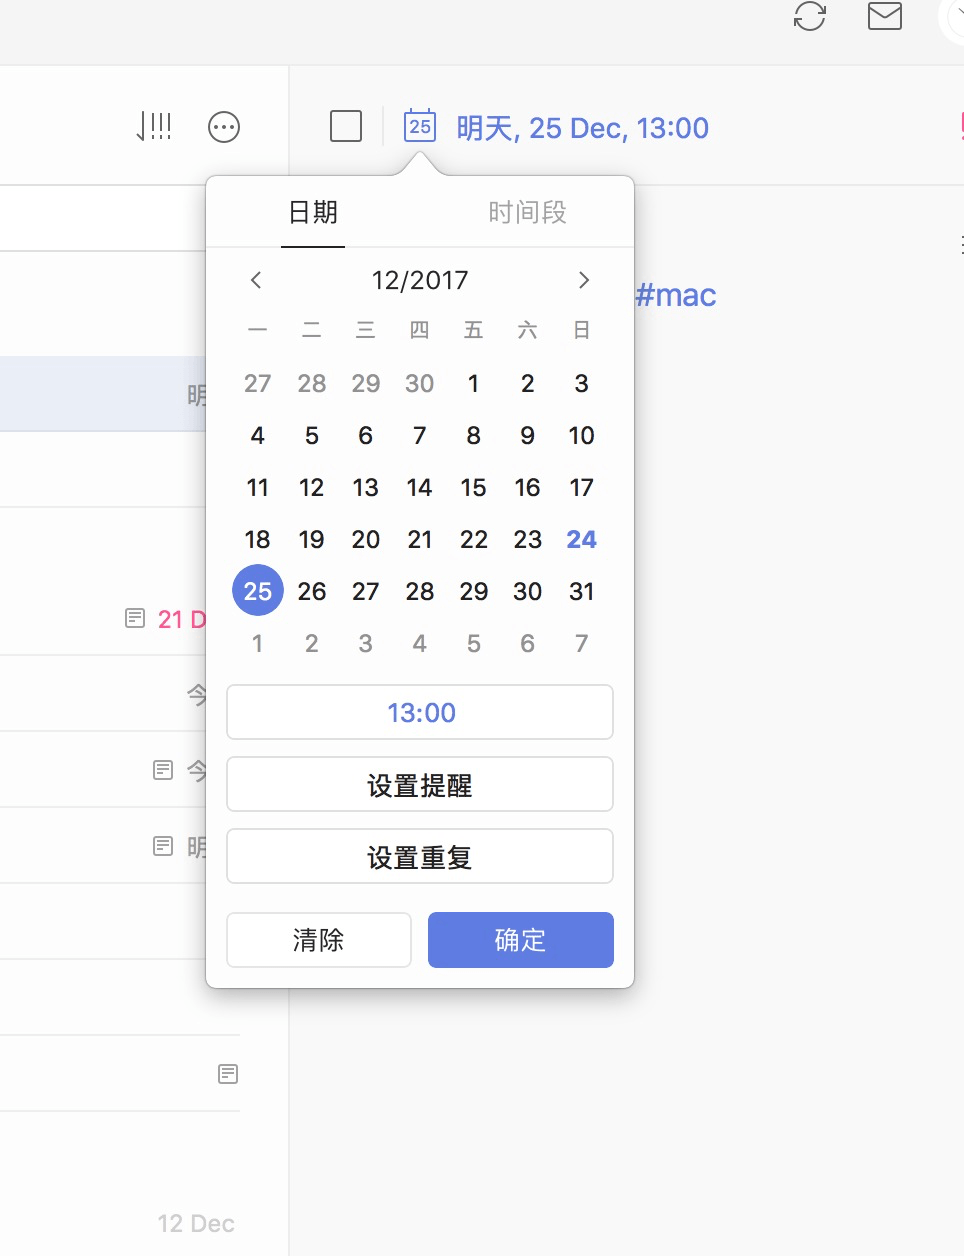 25 明天, 25 Dec, 13:00
日期 时间段
12/2017
#mac
一 二 三 四 五 六 日
27 28 29 30 1 2 3
明
4 5 6 7 8 9 10
11 12 13 14 15 16 17
18 19 20 21 22 23 24
25 26 27 28 29 30 31
21 D
1 2 3 4 5 6 7
今
13:00
今
设置提醒
明
设置重复
清除 确定
12 Dec